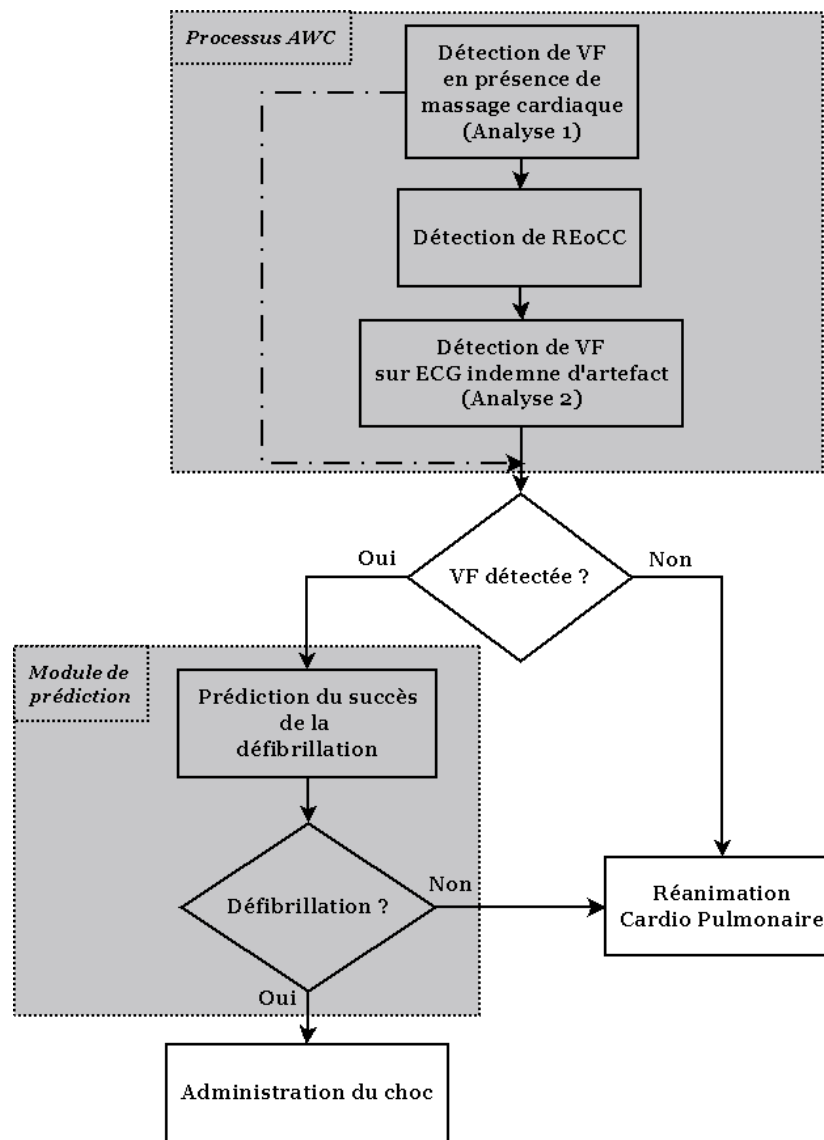 Processus AWC
Détection de VF
en présence de
massage cardiaque
(Analyse 1)
Détection de REoCC
Détection de VF
sur ECG indemne d'artefact
(Analyse 2)
VF détectée ?
Oui
Non
Module de
prédiction
Prédiction du succès
de la
défibrillation
Défibrillation ?
Non
Oui
Réanimation
Cardio Pulmonaire
Administration du choc